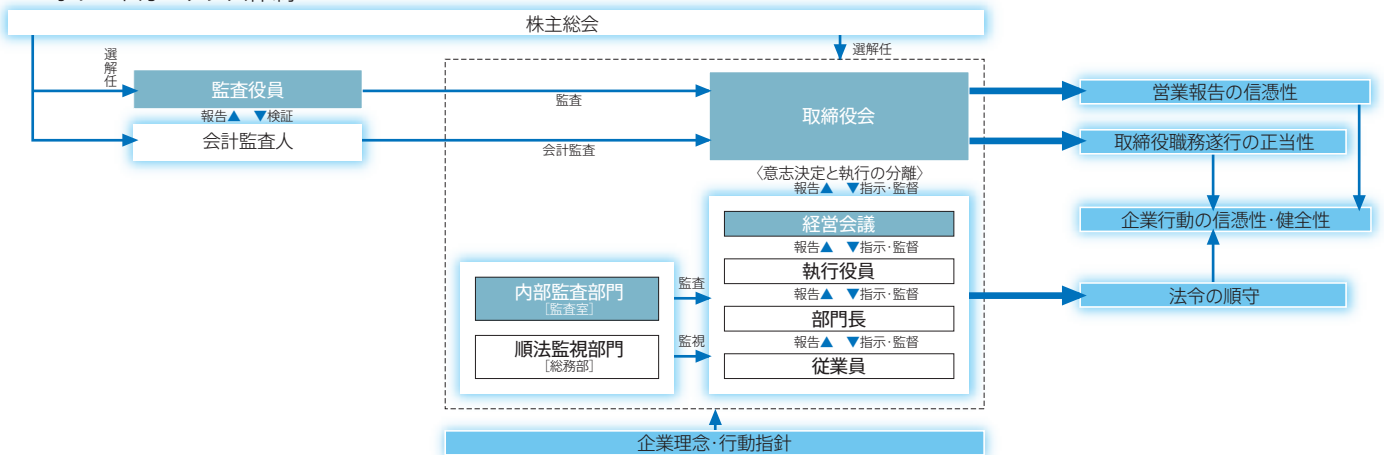 株主総会
選解任
選解任
監査役員
監査
取締役会
営業報告の信憑性
報告▲ ▼検証
会計監査人
会計監査
取締役職務遂行の正当性
〈意志決定と執行の分離〉
報告▲ ▼指示・監督
経営会議
企業行動の信憑性・健全性
報告▲ ▼指示・監督
執行役員
内部監査部門
[監査室]
監査
報告▲ ▼指示・監督
法令の順守
部門長
順法監視部門
[総務部]
監視
報告▲ ▼指示・監督
従業員
企業理念・行動指針